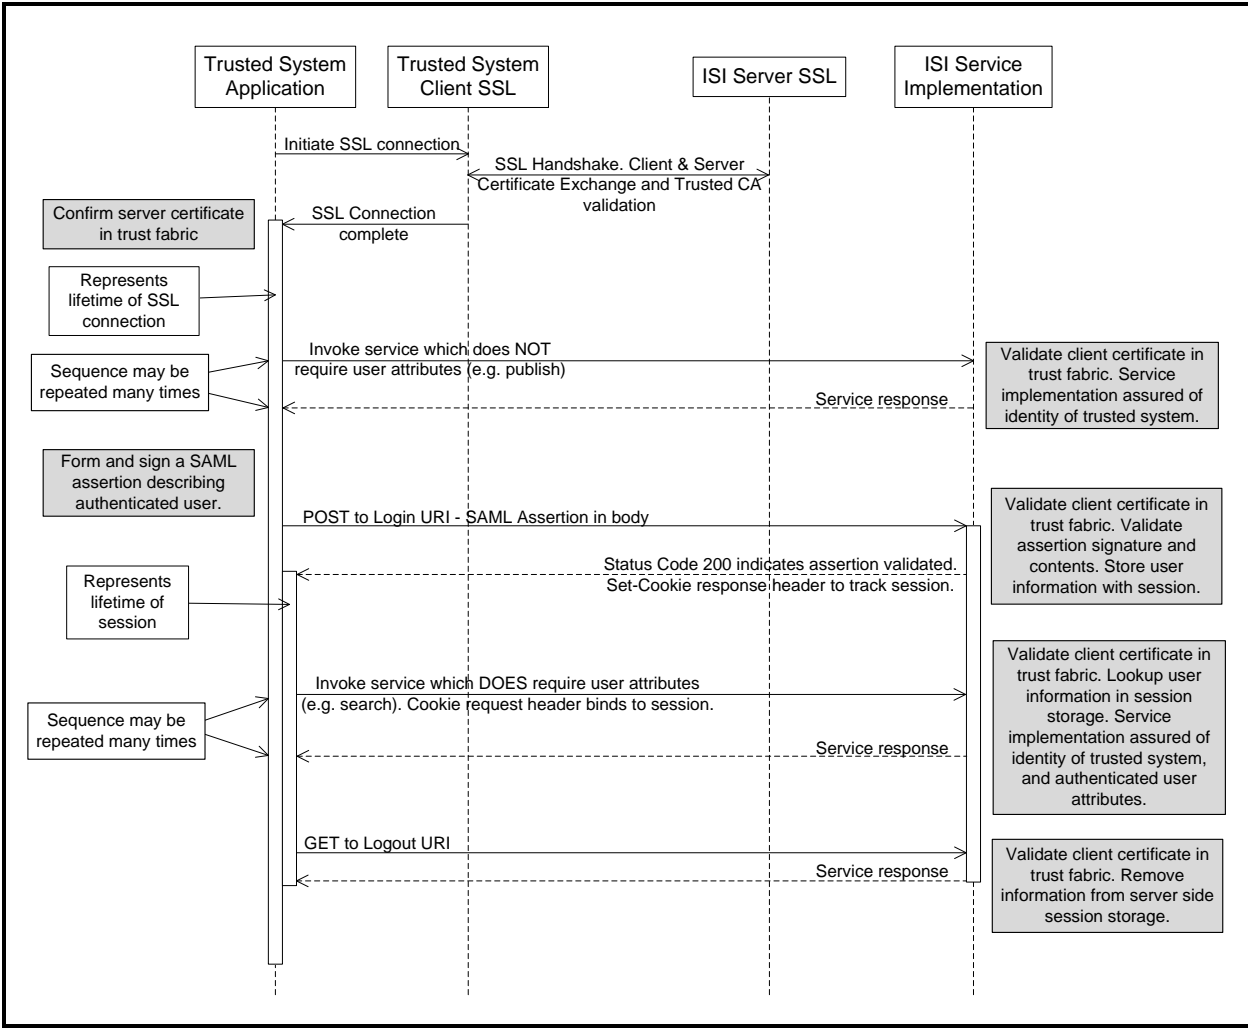 Trusted System
Application
Trusted System
Client SSL
ISI Server SSL
ISI Service
Implementation
Initiate SSL connection
SSL Handshake. Client & Server
Certificate Exchange and Trusted CA
validation
Confirm server certificate
in trust fabric
SSL Connection
complete
Represents
lifetime of SSL
connection
Sequence may be
repeated many times
Invoke service which does NOT
require user attributes (e.g. publish)
Service response
Validate client certificate in
trust fabric. Service
implementation assured of
identity of trusted system.
Form and sign a SAML
assertion describing
authenticated user.
POST to Login URI - SAML Assertion in body
Validate client certificate in
trust fabric. Validate
assertion signature and
contents. Store user
information with session.
Status Code 200 indicates assertion validated.
Set-Cookie response header to track session.
Represents
lifetime of
session
Invoke service which DOES require user attributes
(e.g. search). Cookie request header binds to session.
Sequence may be
repeated many times
Service response
Validate client certificate in
trust fabric. Lookup user
information in session
storage. Service
implementation assured of
identity of trusted system,
and authenticated user
attributes.
GET to Logout URI
Service response
Validate client certificate in
trust fabric. Remove
information from server side
session storage.